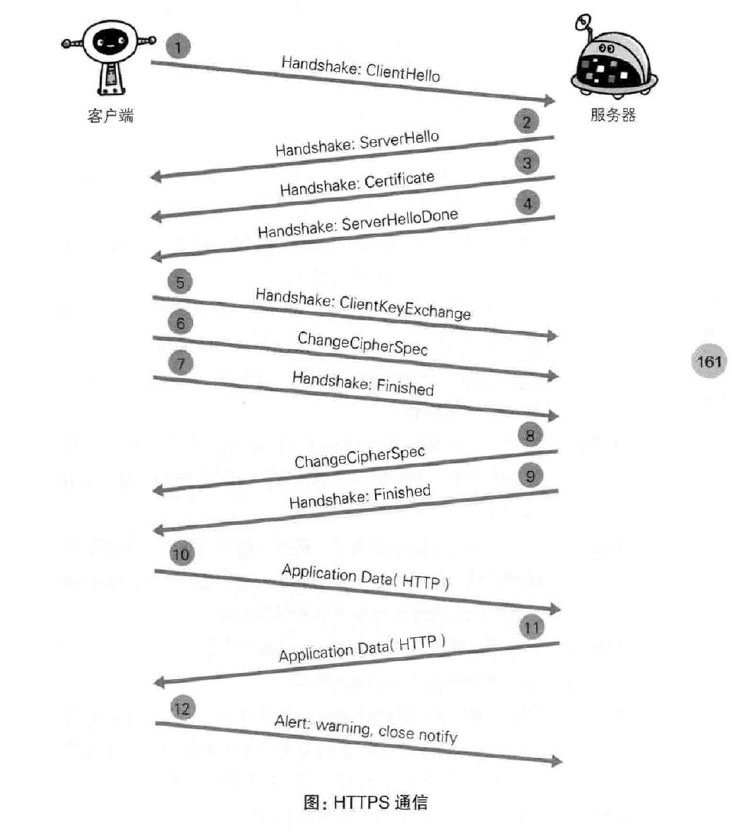 1
Handshake: ClientHello
客户端
服务器
2
Handshake: ServerHello
3
Handshake: Certificate
4
Handshake: ServerHelloDone
5
Handshake: ClientKeyExchange
6
ChangeCipherSpec
161
7
Handshake: Finished
8
ChangeCipherSpec
9
Handshake: Finished
10
Application Data( HTTP )
11
Application Data( HTTP )
12
Alert: warning, close notify
图: HTTPS 通信